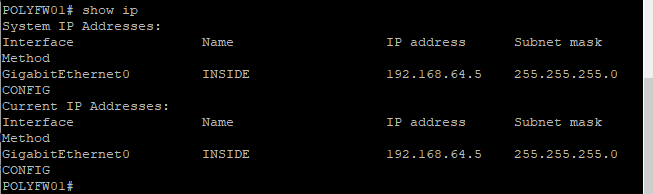 POLYFW01# show ip
System IP Addresses:
Interface Name IP address Subnet mask
Method
GigabitEthernet0 INSIDE 192.168.64.5 255.255.255.0
CONFIG
Current IP Addresses:
Interface Name IP address Subnet mask
Method
GigabitEthernet0 INSIDE 192.168.64.5 255.255.255.0
CONFIG
POLYFW01#